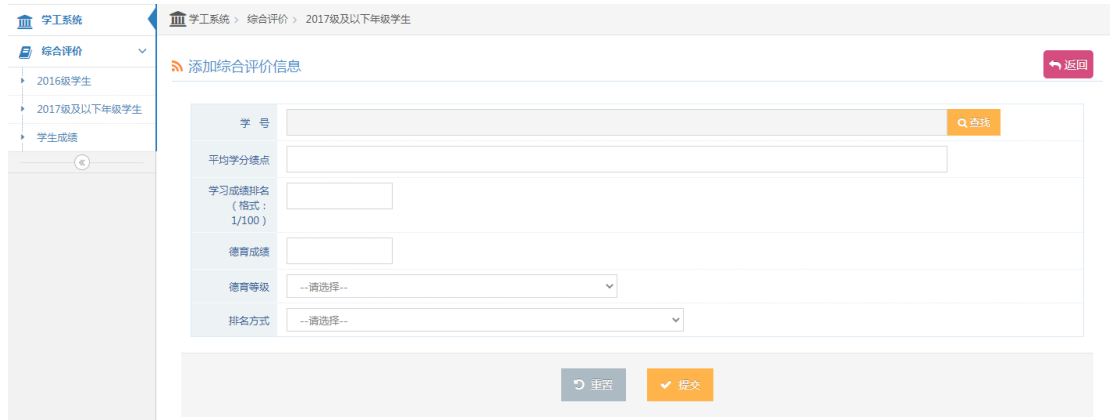 学工系统
综合评价
2016级学生
2017级及以下年级学生
学生成绩
学工系统 > 综合评价 > 2017级及以下年级学生
添加综合评价信息
返回
学 号
查找
平均学分绩点
学习成绩排名
(格式:
1/100)
德育成绩
德育等级
--请选择--
排名方式
--请选择--
重置
提交